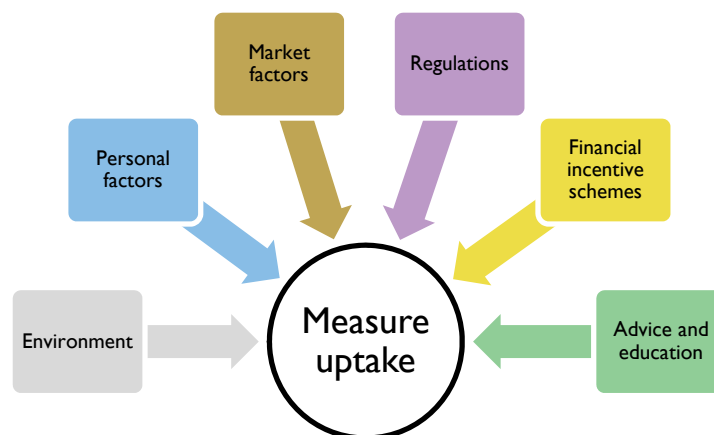 Market
factors
Regulations
Personal
factors
Financial
incentive
schemes
Environment
Measure
uptake
Advice and
education